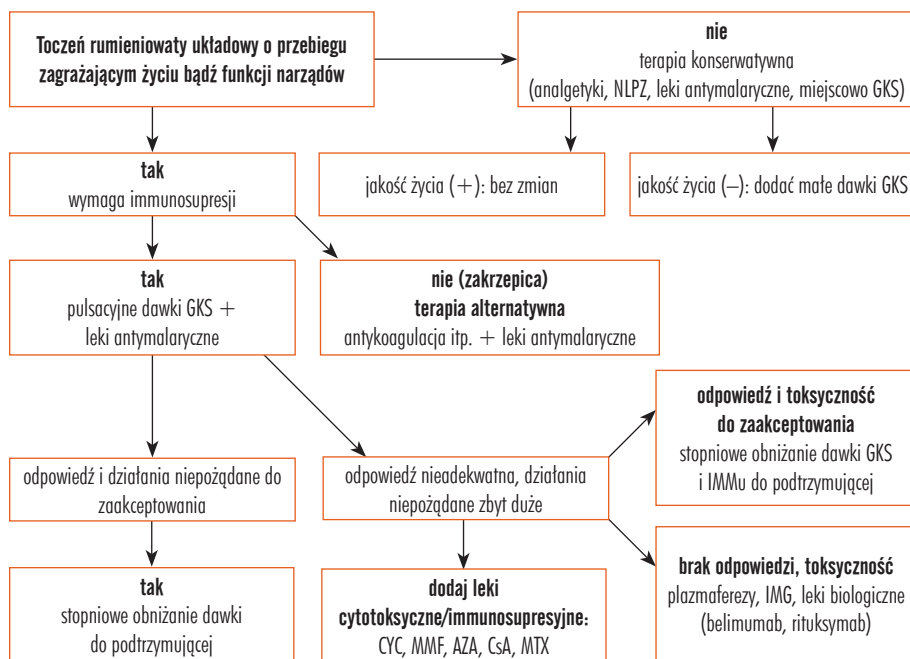 Toczeń rumieniowaty układowy o przebiegu
zagrażającym życiu bądź funkcji narządów
nie
terapia konserwatywna
(analgetyki, NLPZ, leki antymalaryczne, miejscowo GKS)
tak
wymaga immunosupresji
jakość życia (+): bez zmian
jakość życia (–): dodać małe dawki GKS
tak
pulsacyjne dawki GKS +
leki antymalaryczne
nie (zakrzepica)
terapia alternatywna
antykoagulacja itp. + leki antymalaryczne
odpowiedź i toksyczność
do zaakceptowania
stopniowe obniżanie dawki GKS
i IMMu do podtrzymującej
odpowiedź i działania niepożądane do
zaakceptowania
odpowiedź nieadekwatna, działania
niepożądane zbyt duże
tak
stopniowe obniżanie dawki
do podtrzymującej
dodaj leki
cytotoksyczne/immunosupresyjne:
CYC, MMF, AZA, CsA, MTX
brak odpowiedzi, toksyczność
plazmaferezy, IMG, leki biologiczne
(belimumab, rituksymab)